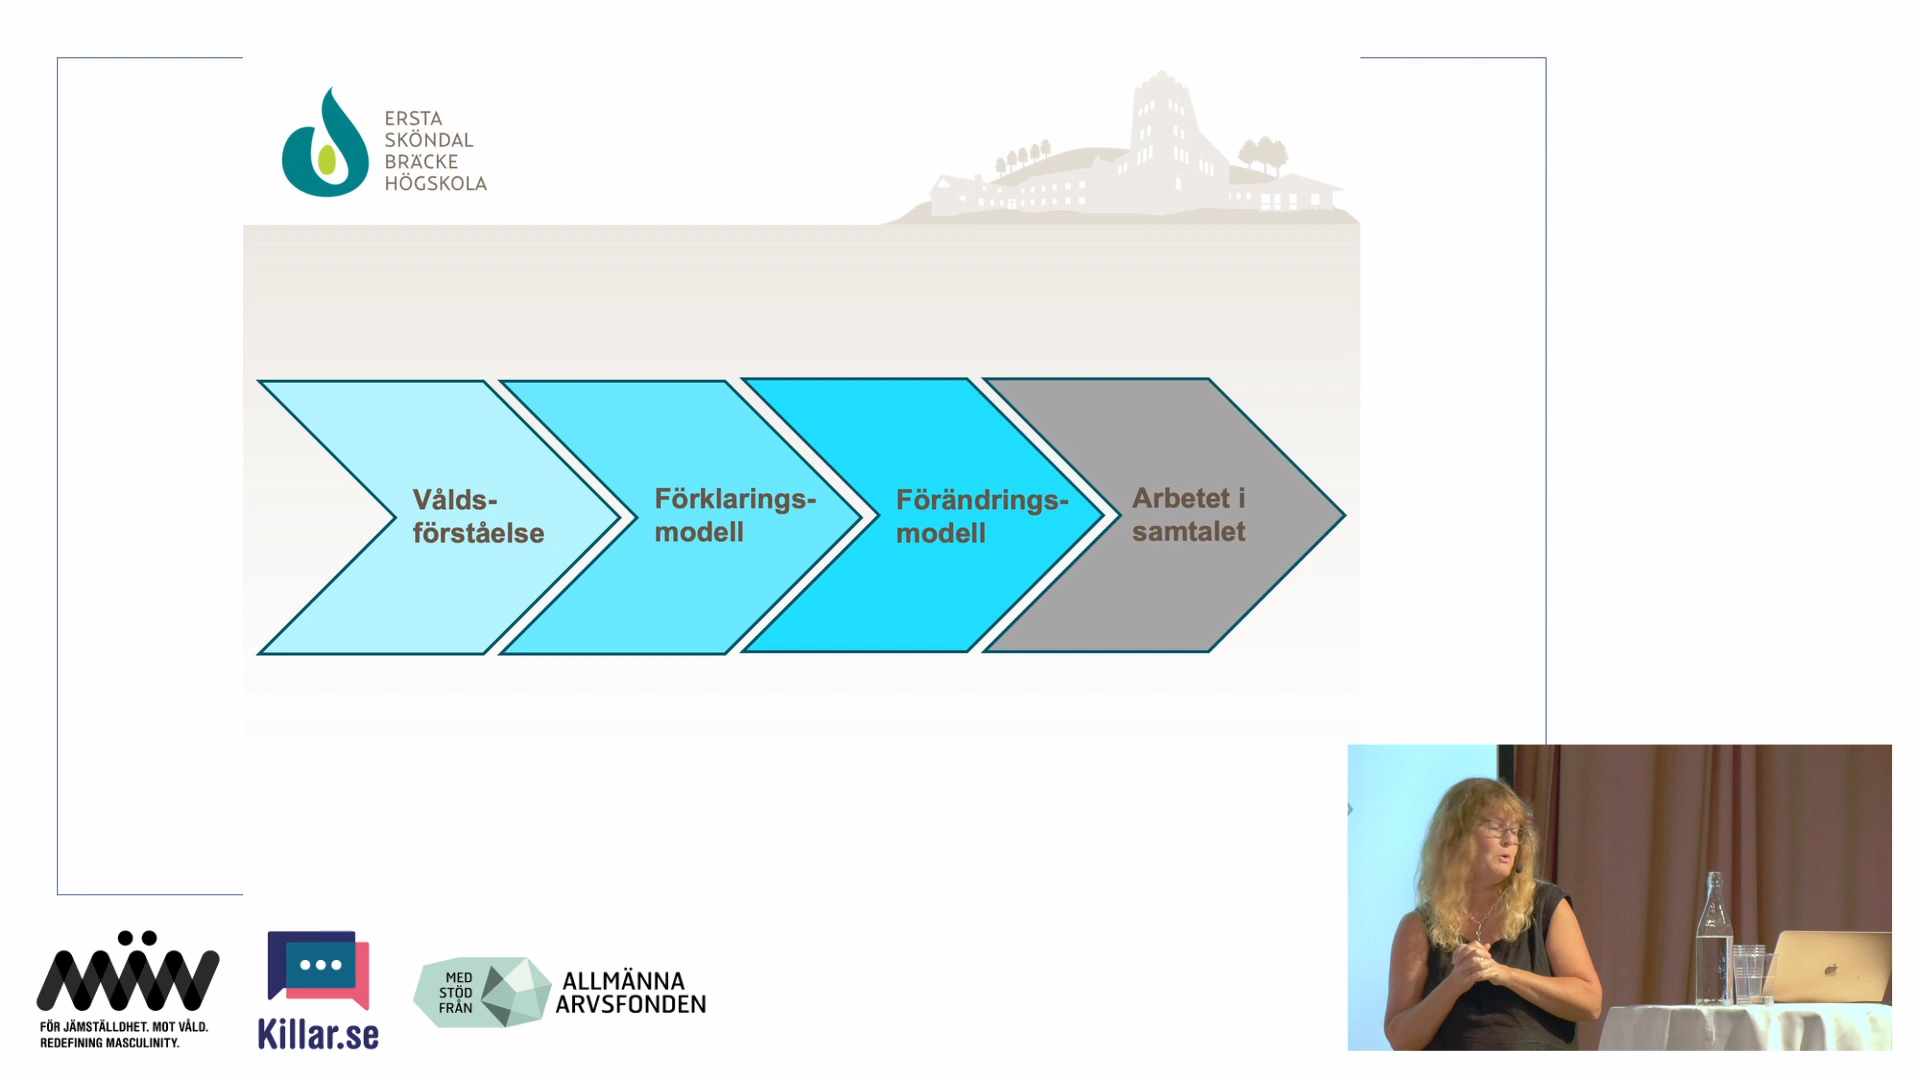 ERSTA
SKÖNDAL
BRÄCKE
HÖGSKOLA
Vålds-
förståelse
Förklarings-
modell
Förändrings-
modell
Arbetet i
samtalet
MÄN
FÖR JÄMSTÄLLDHET. MOT VÅLD.
REDEFINING MASCULINITY.
Killar.se
MED
STÖD
FRÅN
ALLMÄNNA
ARVSFONDEN